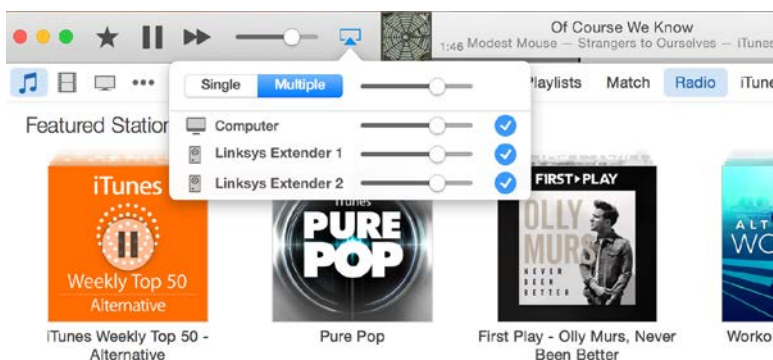 Of Course We Know
1:46 Modest Mouse — Strangers to Ourselves — iTunes
Single Multiple
Playlists Match Radio iTune
Featured Station
Computer
Linksys Extender 1
Linksys Extender 2
iTunes
Weekly Top 50
Alternative
iTunes
PURE
POP
FIRST PLAY
OLLY
MURS
NEVER
BEEN
BETTER
ALT
WO
iTunes Weekly Top 50 -
Alternative
Pure Pop
First Play - Olly Murs, Never
Been Better
Worko